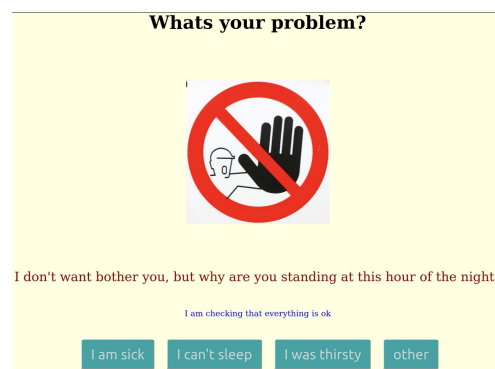 Whats your problem?
I don't want bother you, but why are you standing at this hour of the night
I am checking that everything is ok
I am sick
I can't sleep
I was thirsty
other